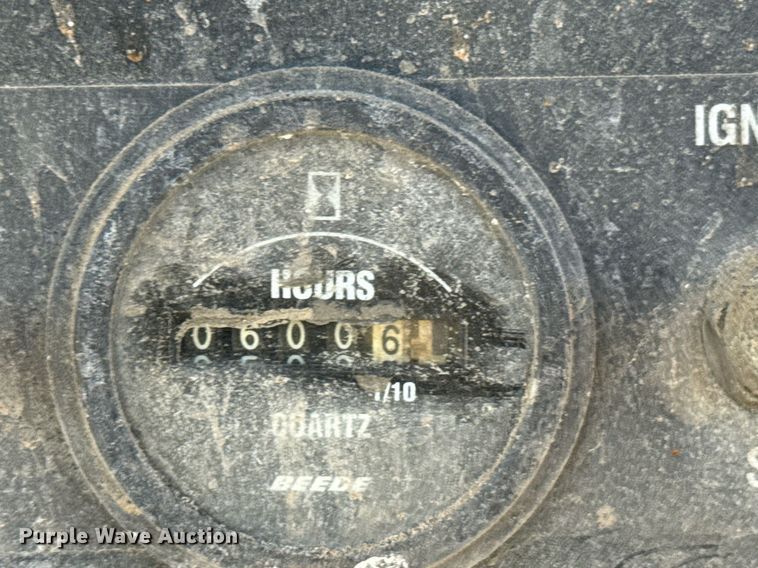 IGN
HOURS
0 6 0 0 6
1/10
QUARTZ
BEEDE
S
Purple Wave Auction